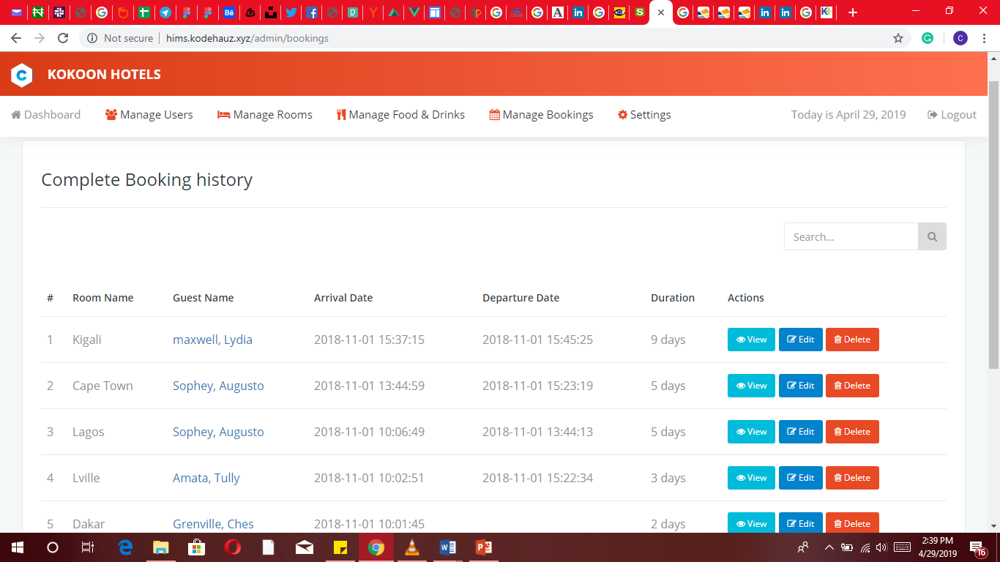 Not secure | hims.kodehauz.xyz/admin/bookings
C
C KOKOON HOTELS
Dashboard Manage Users Manage Rooms Manage Food & Drinks Manage Bookings Settings Today is April 29, 2019 Logout
Complete Booking history
Search...
# Room Name Guest Name Arrival Date Departure Date Duration Actions
1 Kigali maxwell, Lydia 2018-11-01 15:37:15 2018-11-01 15:45:25 9 days View Edit Delete
2 Cape Town Sophey, Augusto 2018-11-01 13:44:59 2018-11-01 15:23:19 5 days View Edit Delete
3 Lagos Sophey, Augusto 2018-11-01 10:06:49 2018-11-01 13:44:13 5 days View Edit Delete
4 Lville Amata, Tully 2018-11-01 10:02:51 2018-11-01 15:22:34 3 days View Edit Delete
5 Dakar Grenville, Ches 2018-11-01 10:01:45 2 days View Edit Delete
2:39 PM
4/29/2019
16